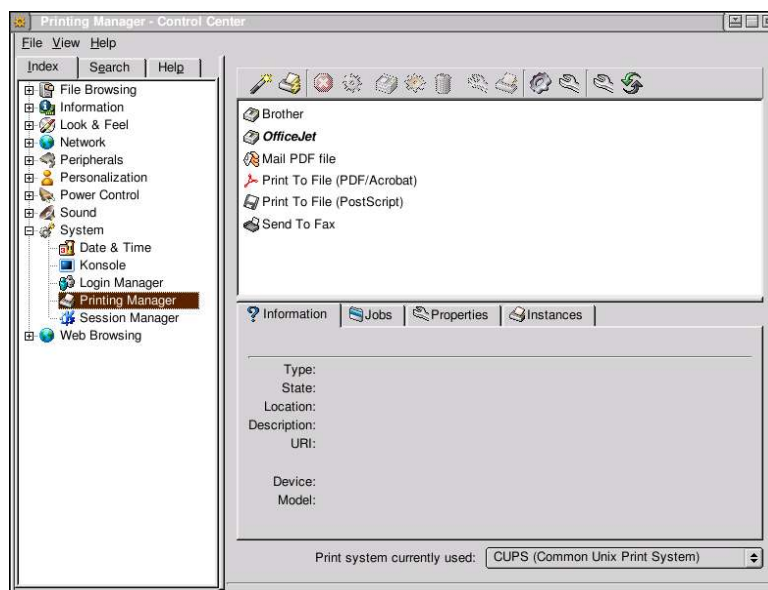 Printing Manager - Control Center
File View Help
Index Search Help
File Browsing
Information
Look & Feel
Network
Peripherals
Personalization
Power Control
Sound
System
Date & Time
Konsole
Login Manager
Printing Manager
Session Manager
Web Browsing
Brother
OfficeJet
Mail PDF file
Print To File (PDF/Acrobat)
Print To File (PostScript)
Send To Fax
Information Jobs Properties Instances
Type:
State:
Location:
Description:
URI:
Device:
Model:
Print system currently used: CUPS (Common Unix Print System)